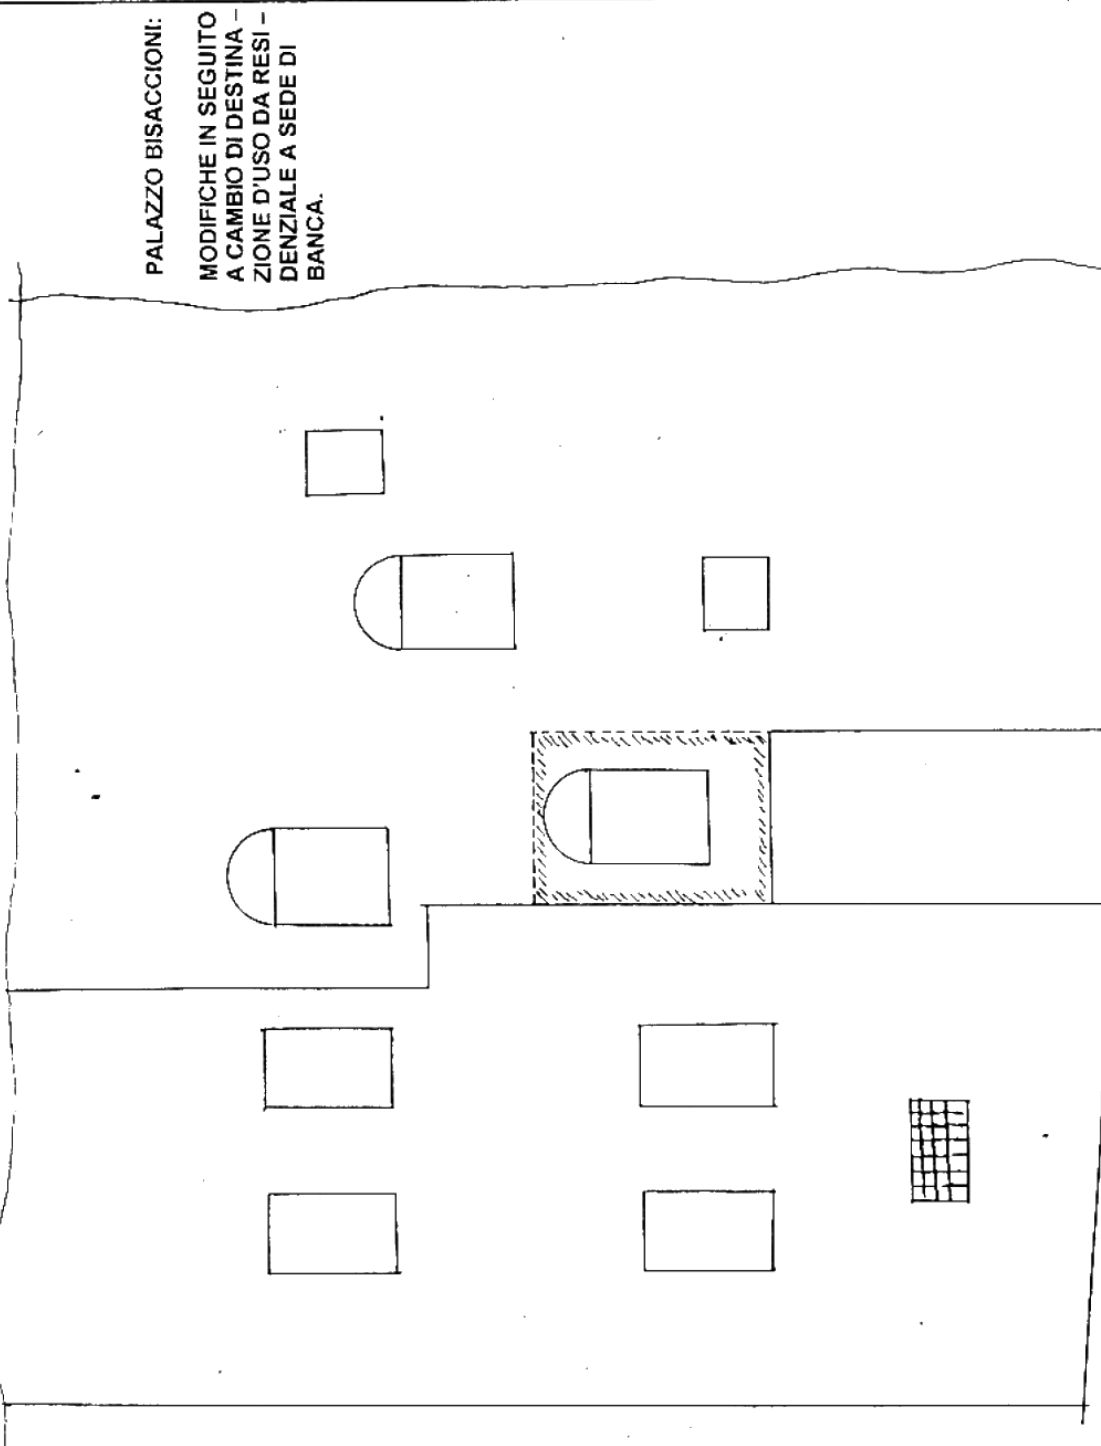 PALAZZO BISACCIONI:
MODIFICHE IN SEGUITO
A CAMBIO DI DESTINA –
ZIONE D'USO DA RESI –
DENZIALE A SEDE DI
BANCA.